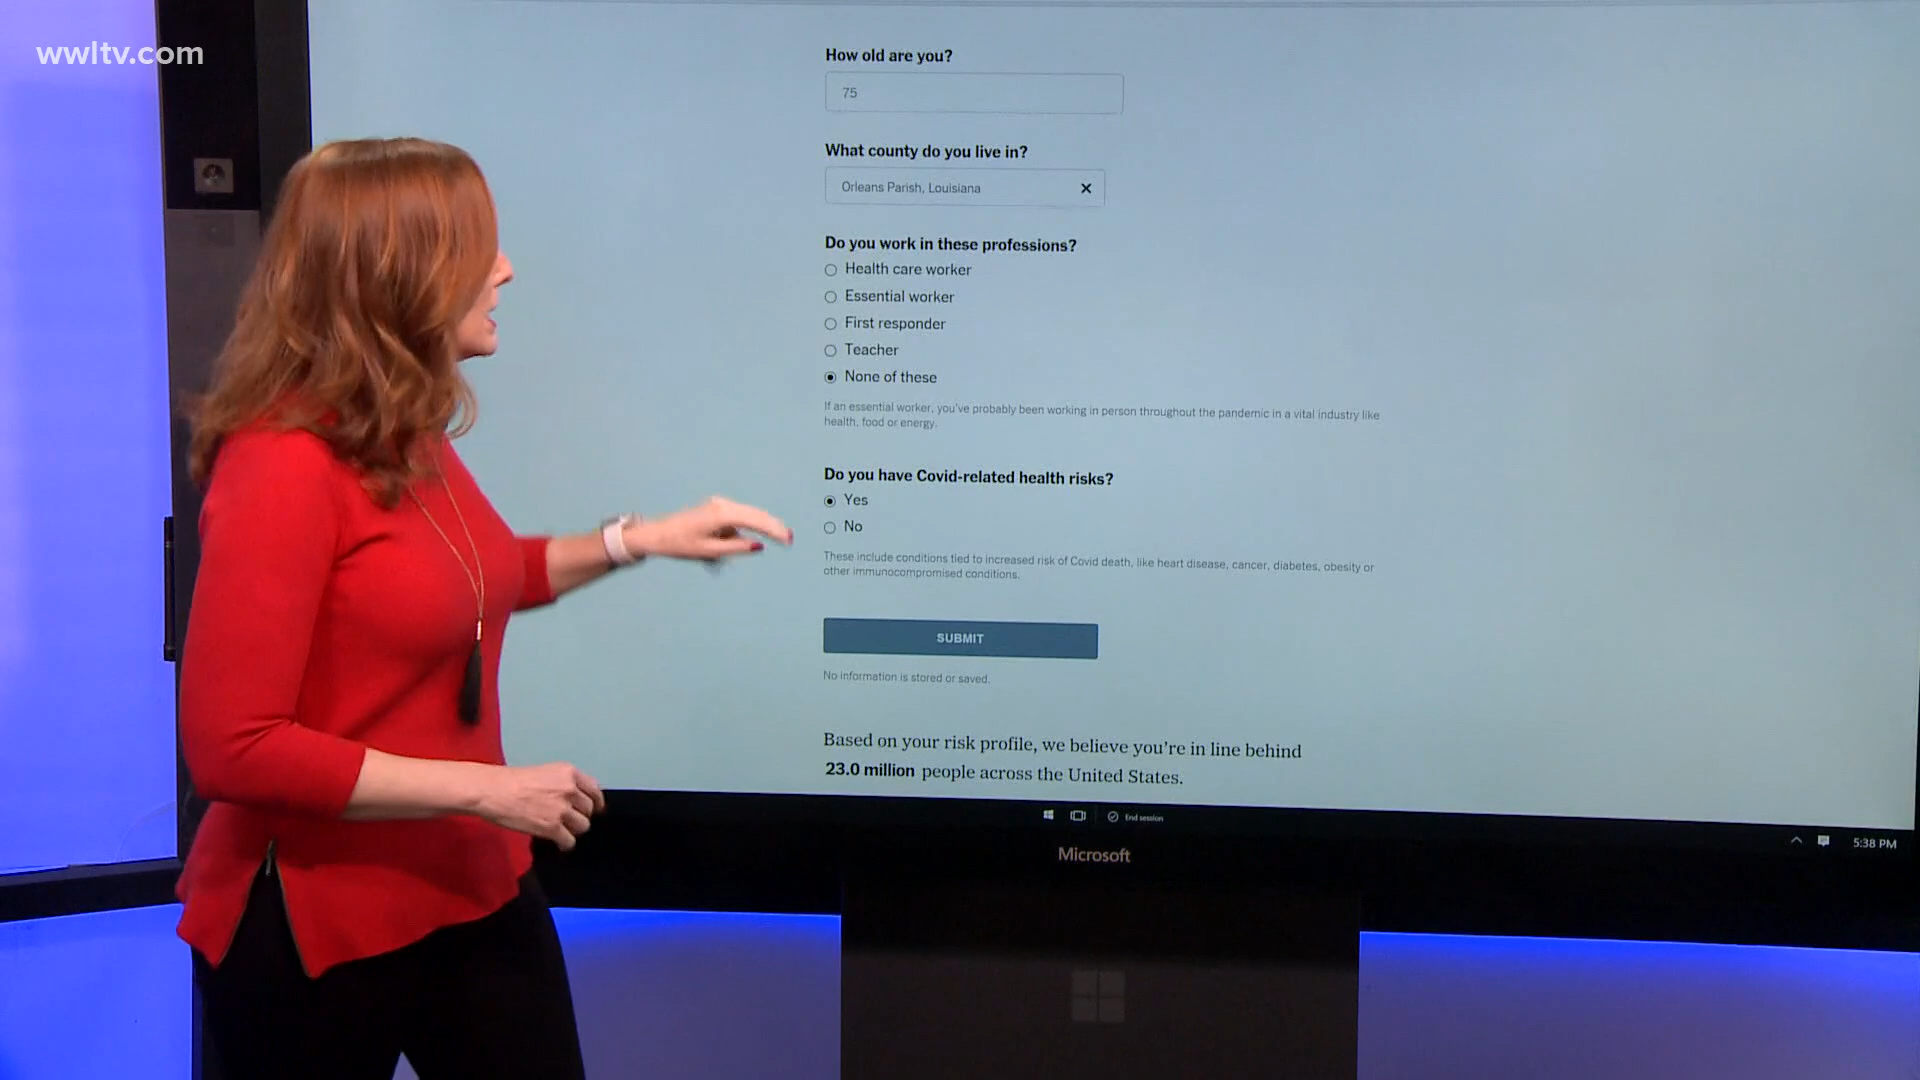 wwltv.com
How old are you?
75
What county do you live in?
Orleans Parish, Louisiana
Do you work in these professions?
Health care worker
Essential worker
First responder
Teacher
None of these
If an essential worker, you've probably been working in person throughout the pandemic in a vital industry like
health, food or energy.
Do you have Covid-related health risks?
Yes
No
These include conditions tied to increased risk of Covid death, like heart disease, cancer, diabetes, obesity or
other immunocompromised conditions.
SUBMIT
No information is stored or saved.
Based on your risk profile, we believe you're in line behind
23.0 million people across the United States.
End session
5:38 PM
Microsoft